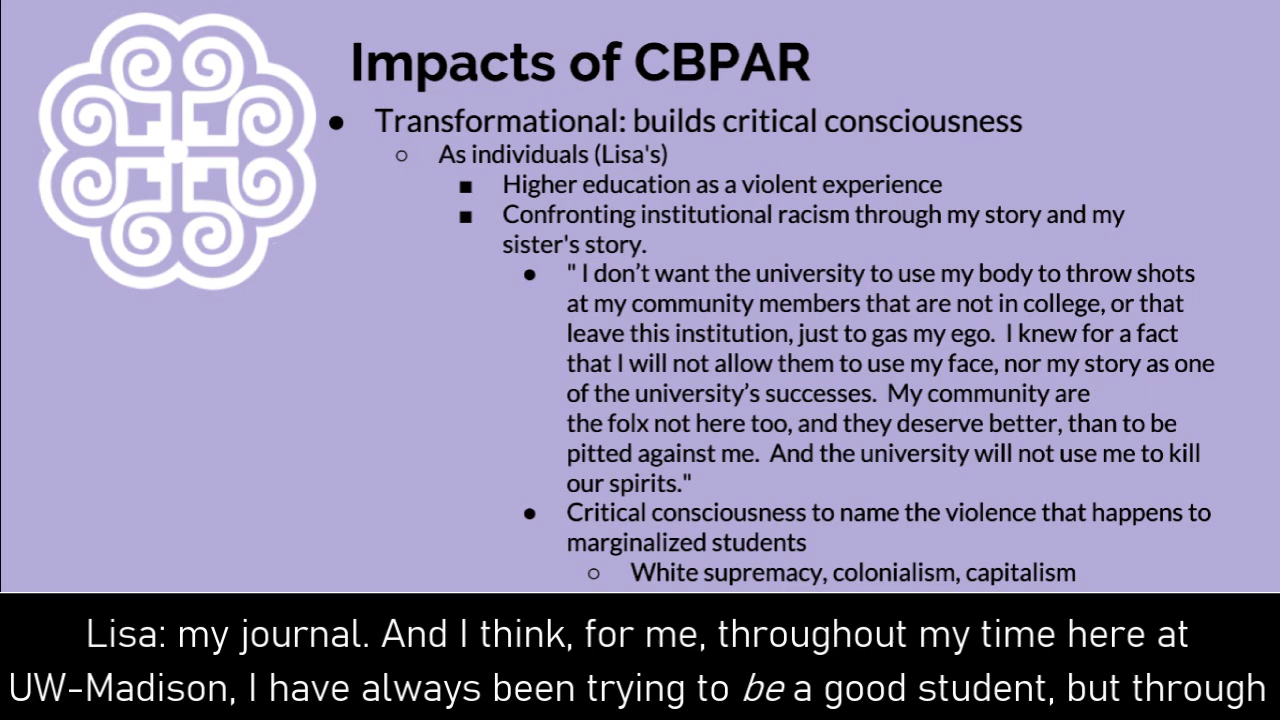 Impacts of CBPAR
● Transformational: builds critical consciousness
○ As individuals (Lisa's)
■ Higher education as a violent experience
■ Confronting institutional racism through my story and my
sister's story.
● " I don’t want the university to use my body to throw shots
at my community members that are not in college, or that
leave this institution, just to gas my ego.  I knew for a fact
that I will not allow them to use my face, nor my story as one
of the university’s successes.  My community are
the folx not here too, and they deserve better, than to be
pitted against me.  And the university will not use me to kill
our spirits."
● Critical consciousness to name the violence that happens to
marginalized students
○ White supremacy, colonialism, capitalism
Lisa: my journal. And I think, for me, throughout my time here at
UW-Madison, I have always been trying to be a good student, but through